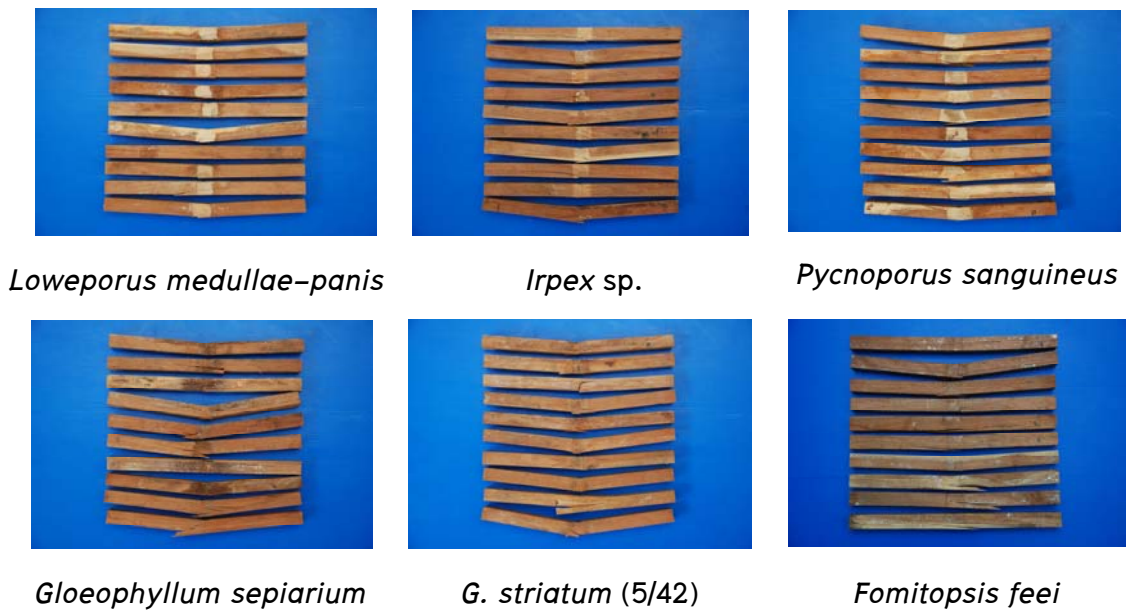 Loweporus medullae-panis
Irpex sp.
Pycnoporus sanguineus
Gloeophyllum sepiarium
G. striatum (5/42)
Fomitopsis feei